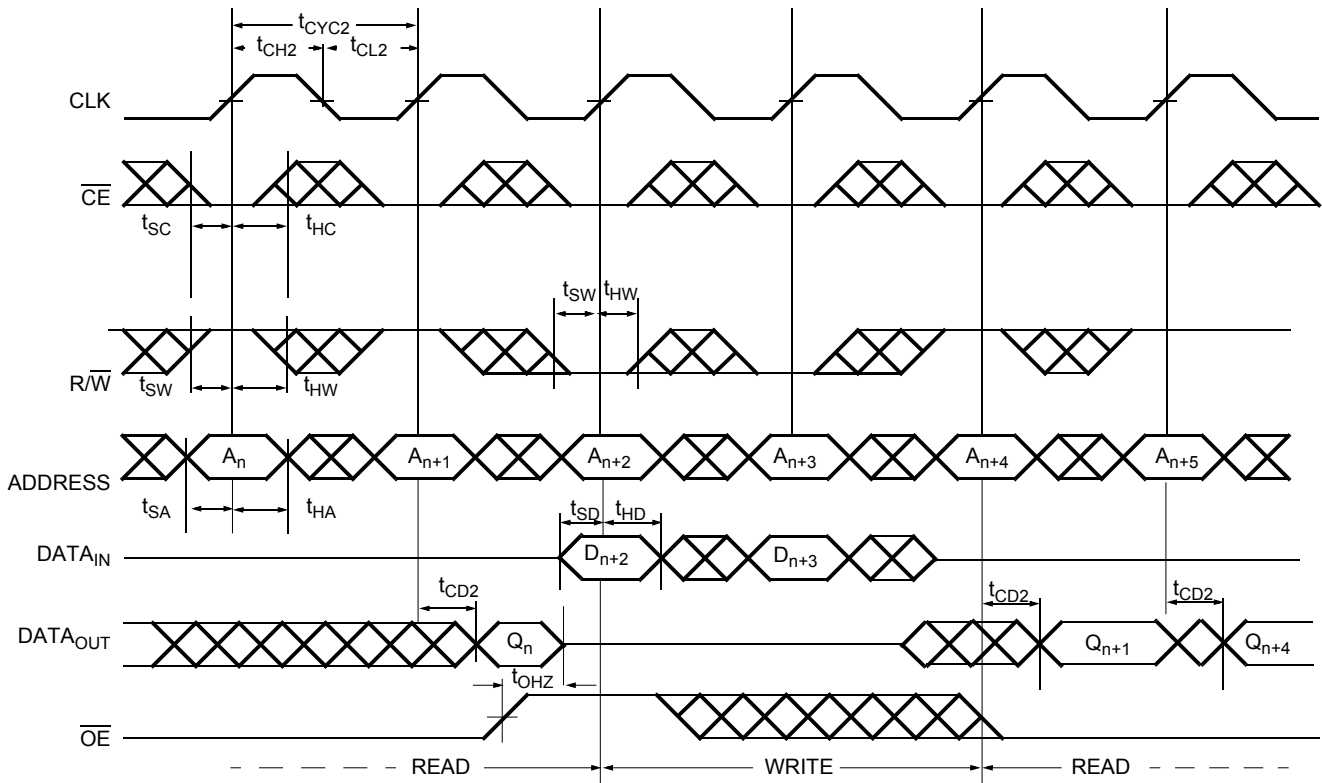 tCYC2
tCH2 tCL2
CLK
CE
tSC tHC
tSW tHW
R/W
tSW tHW
An An+1 An+2 An+3 An+4 An+5
ADDRESS
tSA tHA
tSD tHD
DATAIN
Dn+2 Dn+3
tCD2 tCD2 tCD2
DATAOUT
Qn Qn+1 Qn+4
tOHZ
OE
READ WRITE READ